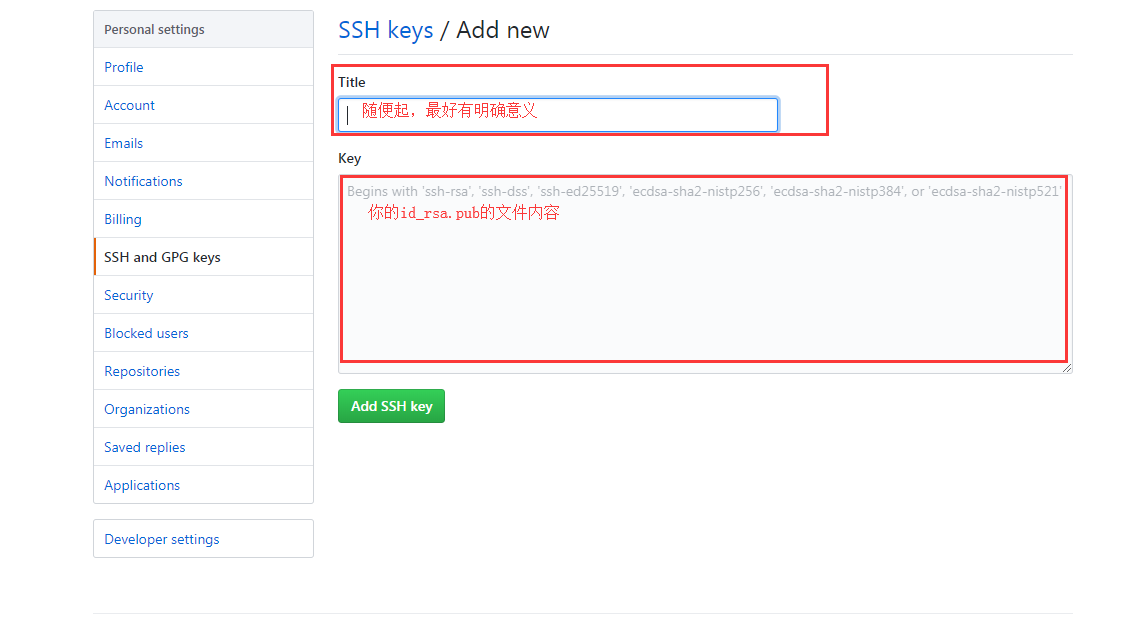 Personal settings
Profile
Account
Emails
Notifications
Billing
SSH and GPG keys
Security
Blocked users
Repositories
Organizations
Saved replies
Applications
Developer settings
SSH keys / Add new
Title
随便起，最好有明确意义
Key
Begins with 'ssh-rsa', 'ssh-dss', 'ssh-ed25519', 'ecdsa-sha2-nistp256', 'ecdsa-sha2-nistp384', or 'ecdsa-sha2-nistp521'
你的id_rsa.pub的文件内容
Add SSH key